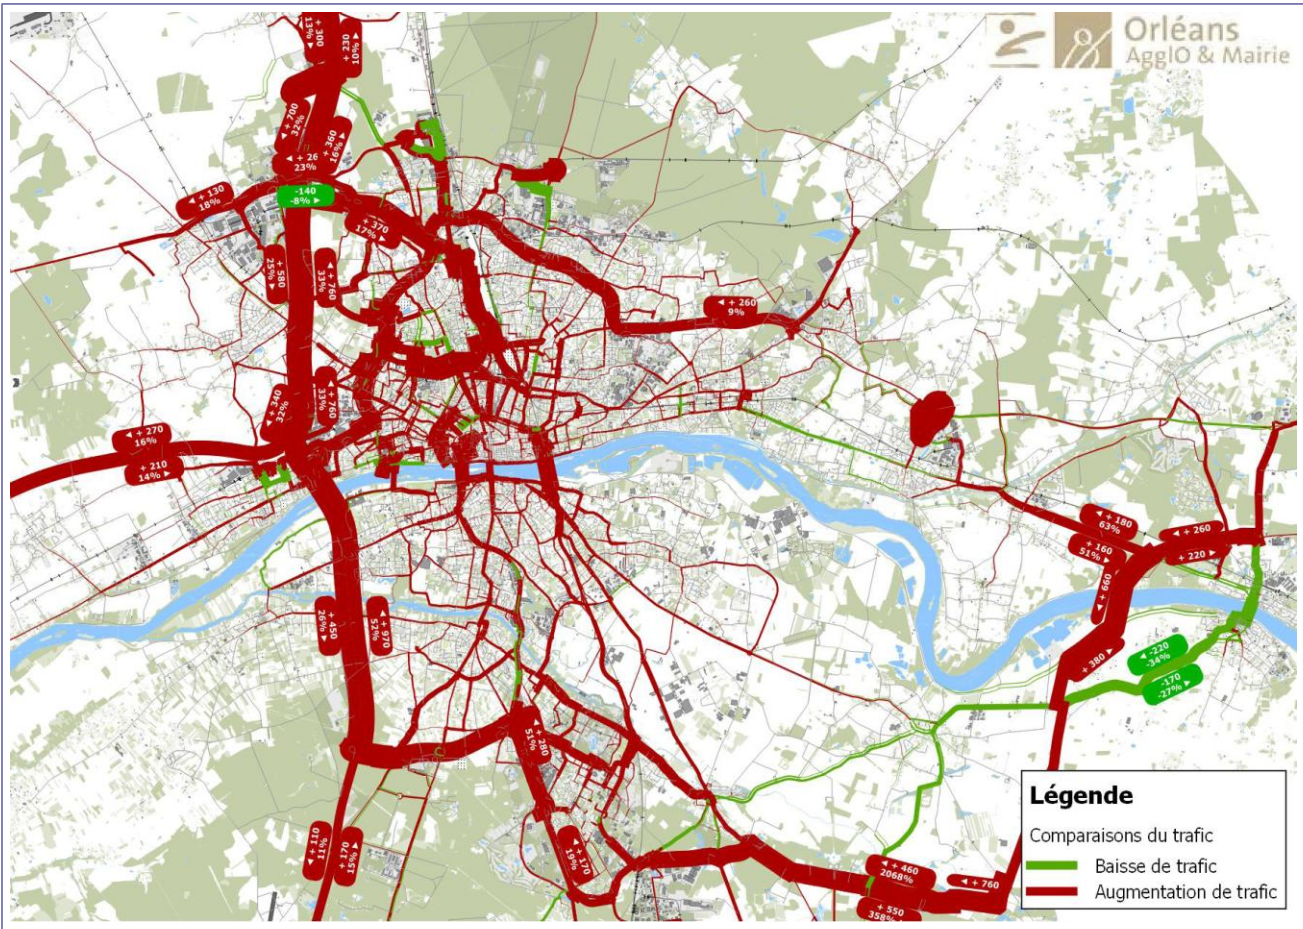 Orléans
AgglO & Mairie
+ 300
13% ▶
+ 230
10% ▶
◀ + 700
32%
+ 360
16% ▶
◀ + 26
23%
◀ + 130
18%
-140
-8% ▶
+ 370
17% ▶
+ 580
25% ▶
◀ + 760
33%
◀ + 260
9%
◀ + 340
32%
◀ + 760
33%
◀ + 270
16%
+ 210
14% ▶
◀ + 180
63%
+ 160
51% ▶
◀ + 260
+ 220 ▶
◀ + 660
+ 380 ▶
◀ -220
-34%
-170
-27% ▶
+ 450
26% ▶
◀ + 970
52%
◀ + 280
51%
◀ + 110
11%
+ 170
15% ▶
◀ + 170
19%
◀ + 460
2068%
◀ + 760
+ 550
358%
Légende
Comparaisons du trafic
Baisse de trafic
Augmentation de trafic